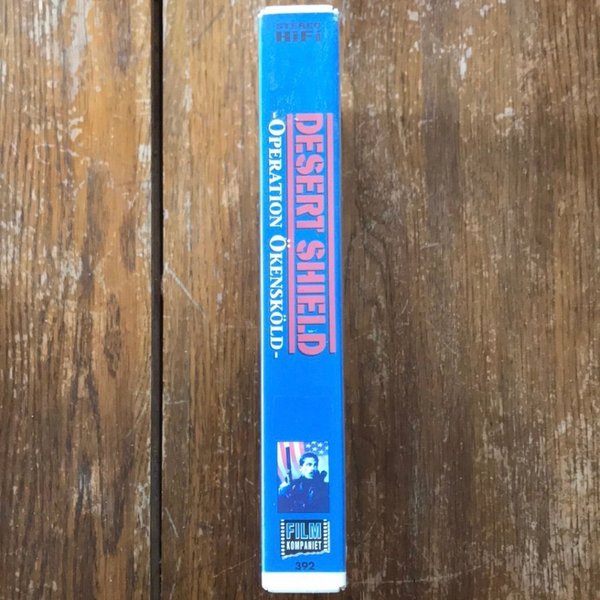 STEREO
HiFi
DESERT SHIELD
-OPERATION ÖKENSKÖLD-
FILM
KOMPANIET
392